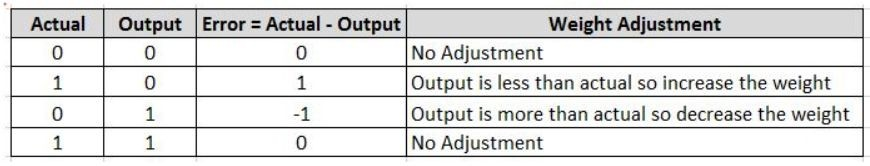 Actual Output Error = Actual - Output Weight Adjustment
0 0 0 No Adjustment
1 0 1 Output is less than actual so increase the weight
0 1 -1 Output is more than actual so decrease the weight
1 1 0 No Adjustment